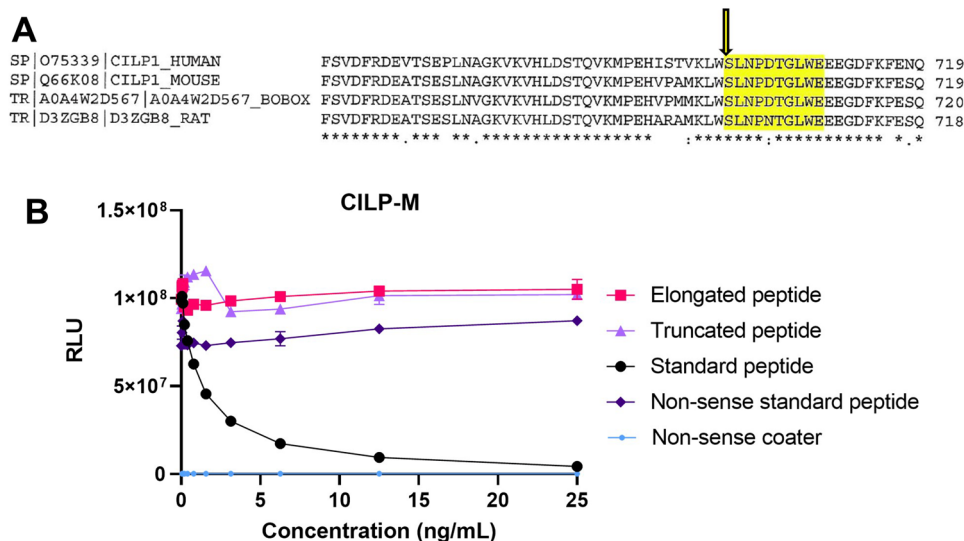 A
SP|O75339|CILP1_HUMAN FSVDFRDEVTSEPLNAGKVKVHLDSTQVKMPEHISTVKLWSLNPDTGLWEEEGDFKFENQ 719
SP|Q66K08|CILP1_MOUSE FSVDFRDEATSESLNAGKVKVHLDSTQVKMPEHVPAMKLWSLNPDTGLWEEEGDFKFESQ 719
TR|A0A4W2D567|A0A4W2D567_BOBOX FSVDFRDEATSESLNVGKVKVHLDSTQVKMPEHVPMMKLWSLNPDTGLWEEEGDFKPESQ 720
TR|D3ZGB8|D3ZGB8_RAT FSVDFRDEATSESLNAGKVKVHLDSTQVKMPEHARAMKLWSLNPNTGLWEEEGDFKFESQ 718
********.***.**.***************** :*******:*********** *.*
B
CILP-M
1.5×10⁸
1×10⁸
5×10⁷
0
RLU
0 5 10 15 20 25
Concentration (ng/mL)
Elongated peptide
Truncated peptide
Standard peptide
Non-sense standard peptide
Non-sense coater